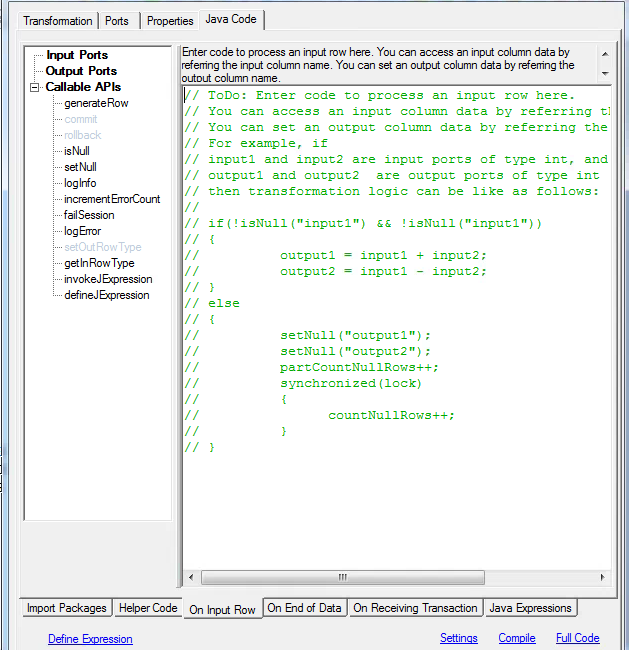 Transformation Ports Properties Java Code
Input Ports
Output Ports
Callable APIs
generateRow
commit
rollback
isNull
setNull
logInfo
incrementErrorCount
failSession
logError
setOutRowType
getInRowType
invokeJExpression
defineJExpression
Enter code to process an input row here. You can access an input column data by
referring the input column name. You can set an output column data by referring the
output column name.
// ToDo: Enter code to process an input row here.
// You can access an input column data by referring
// You can set an output column data by referring the
// For example, if
// input1 and input2 are input ports of type int, and
// output1 and output2  are output ports of type int
// then transformation logic can be like as follows:
//
// if(!isNull("input1") && !isNull("input1"))
// {
//          output1 = input1 + input2;
//          output2 = input1 - input2;
// }
// else
// {
//          setNull("output1");
//          setNull("output2");
//          partCountNullRows++;
//          synchronized(lock)
//          {
//                countNullRows++;
//          }
// }
Import Packages Helper Code On Input Row On End of Data On Receiving Transaction Java Expressions
Define Expression Settings Compile Full Code